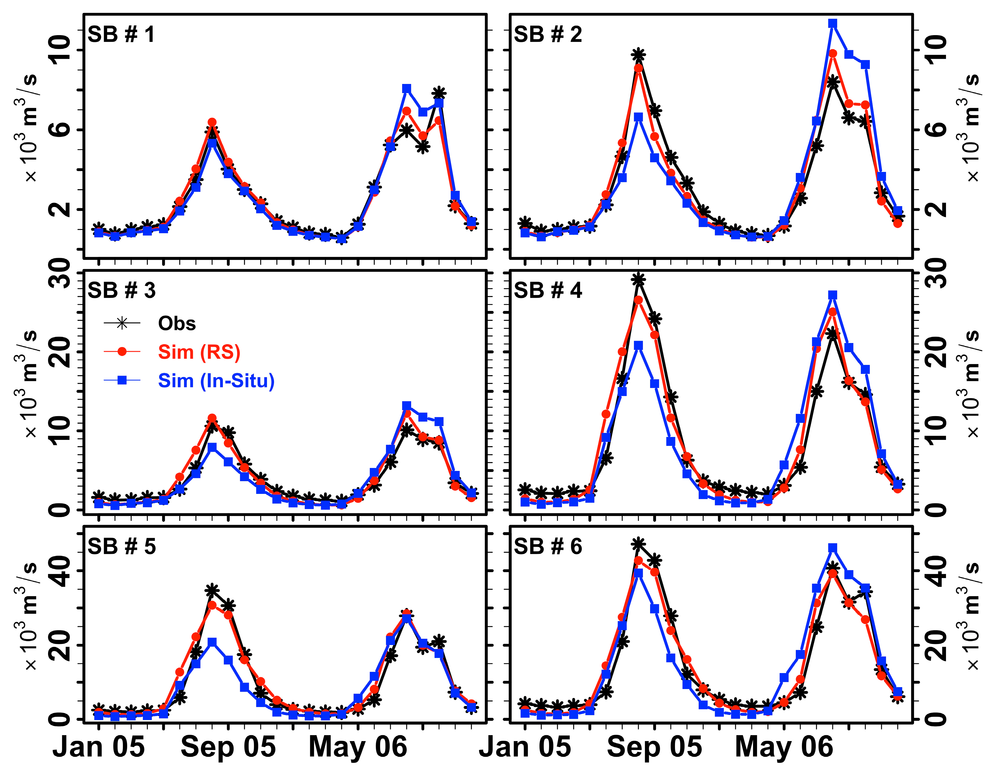 SB # 1
SB # 2
10
6
2
× 10³ m³/s
10
6
2
× 10³ m³/s
SB # 3
SB # 4
Obs
Sim (RS)
Sim (In-Situ)
30
20
10
0
× 10³ m³/s
30
20
10
0
× 10³ m³/s
SB # 5
SB # 6
40
20
0
× 10³ m³/s
40
20
0
× 10³ m³/s
Jan 05 Sep 05 May 06
Jan 05 Sep 05 May 06